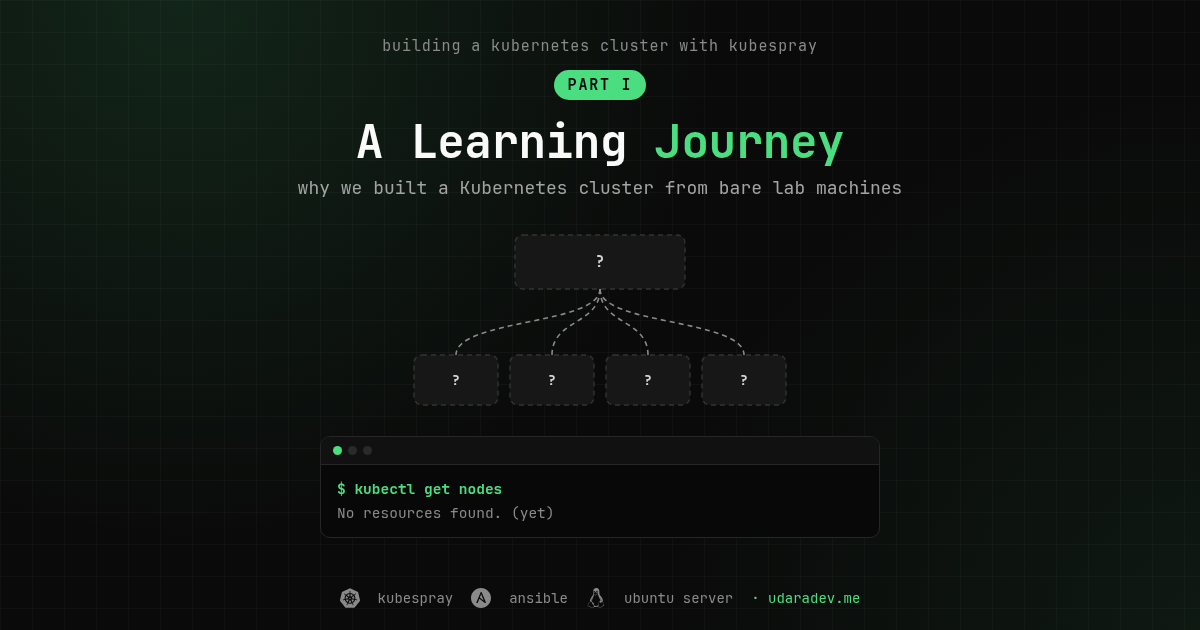 building a kubernetes cluster with kubespray
PART I
A Learning Journey
why we built a Kubernetes cluster from bare lab machines
?
? ? ? ?
$ kubectl get nodes
No resources found. (yet)
kubespray ansible ubuntu server · udaradev.me